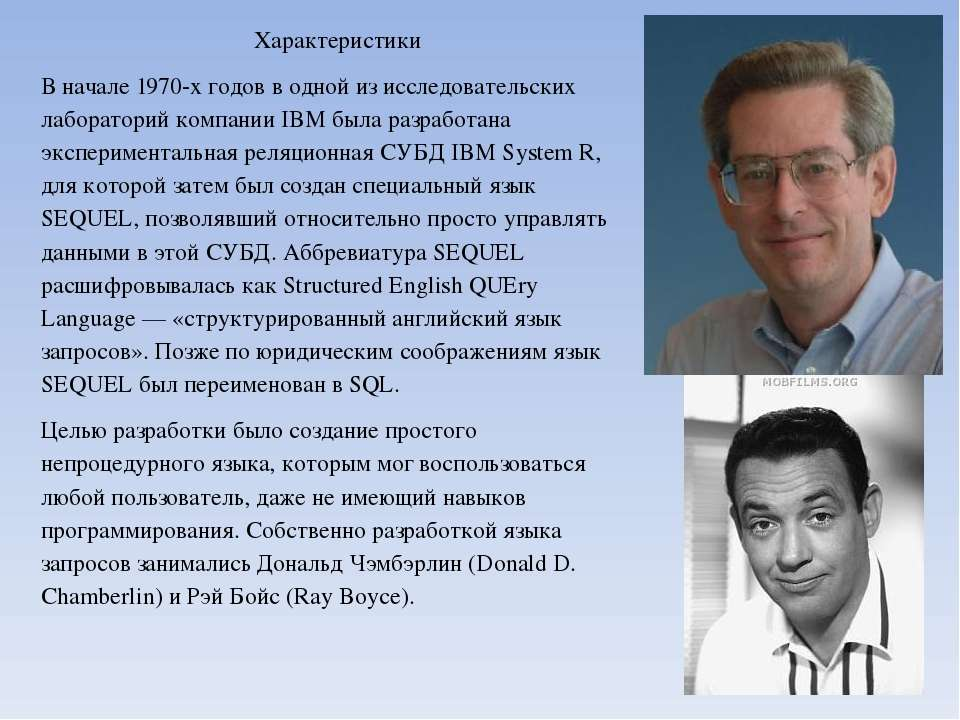 Характеристики
В начале 1970-х годов в одной из исследовательских
лабораторий компании IBM была разработана
экспериментальная реляционная СУБД IBM System R,
для которой затем был создан специальный язык
SEQUEL, позволявший относительно просто управлять
данными в этой СУБД. Аббревиатура SEQUEL
расшифровывалась как Structured English QUEry
Language — «структурированный английский язык
запросов». Позже по юридическим соображениям язык
SEQUEL был переименован в SQL.
Целью разработки было создание простого
непроцедурного языка, которым мог воспользоваться
любой пользователь, даже не имеющий навыков
программирования. Собственно разработкой языка
запросов занимались Дональд Чэмбэрлин (Donald D.
Chamberlin) и Рэй Бойс (Ray Boyce).
MOBFILMS.ORG